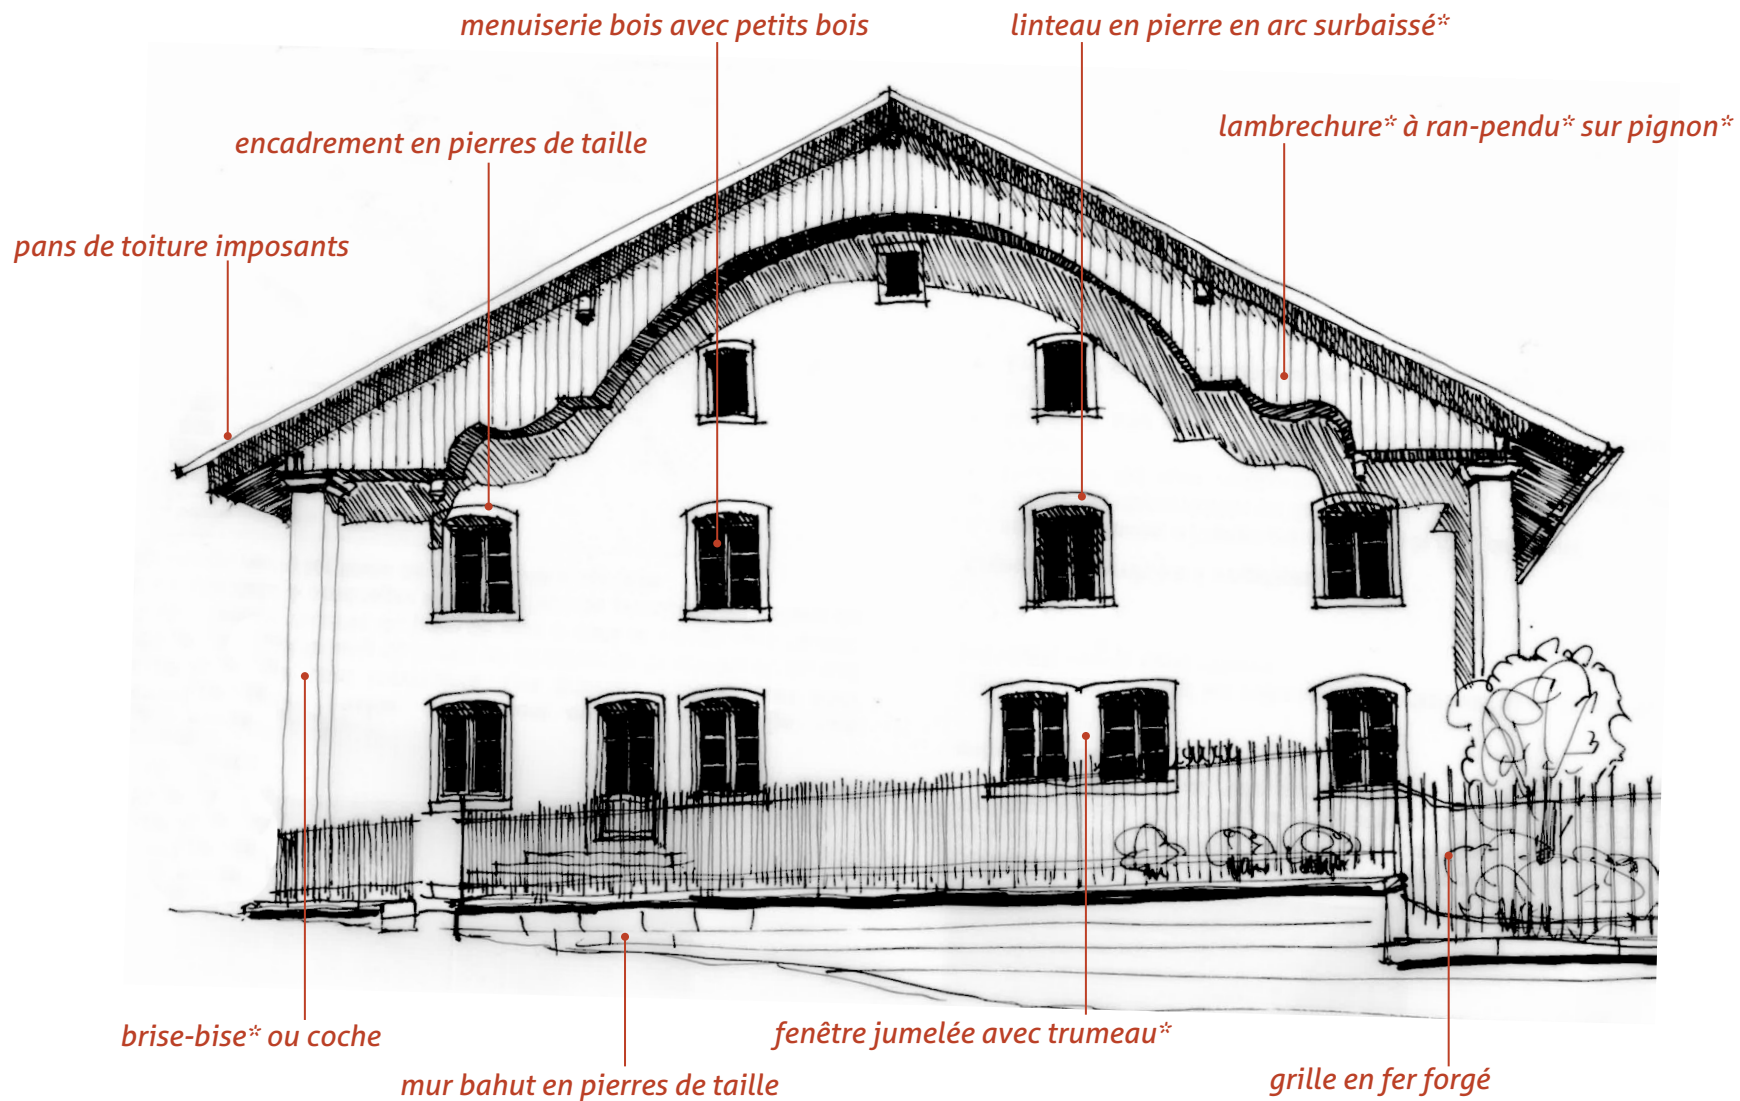 menuiserie bois avec petits bois
linteau en pierre en arc surbaissé*
lambrechure* à ran-pendu* sur pignon*
encadrement en pierres de taille
pans de toiture imposants
brise-bise* ou coche
fenêtre jumelée avec trumeau*
mur bahut en pierres de taille
grille en fer forgé